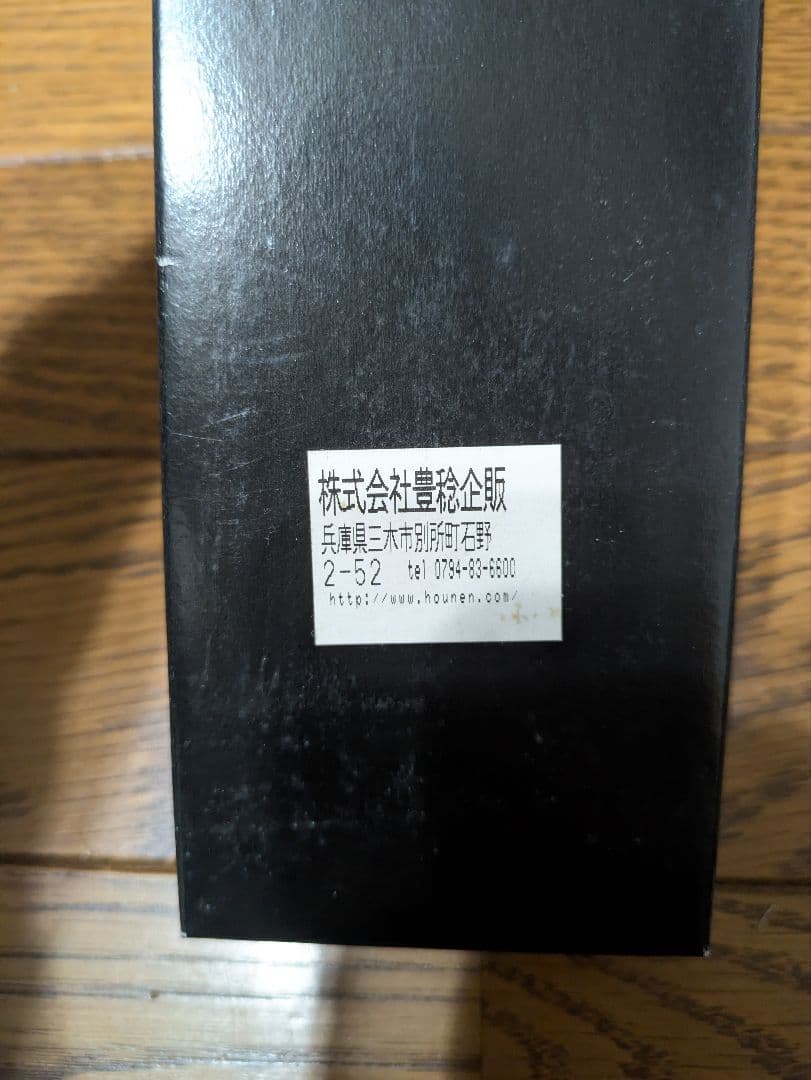 株式会社豊稔企販
兵庫県三木市別所町石野
2-52 tel 0794-83-6600
http://www.hounen.com/